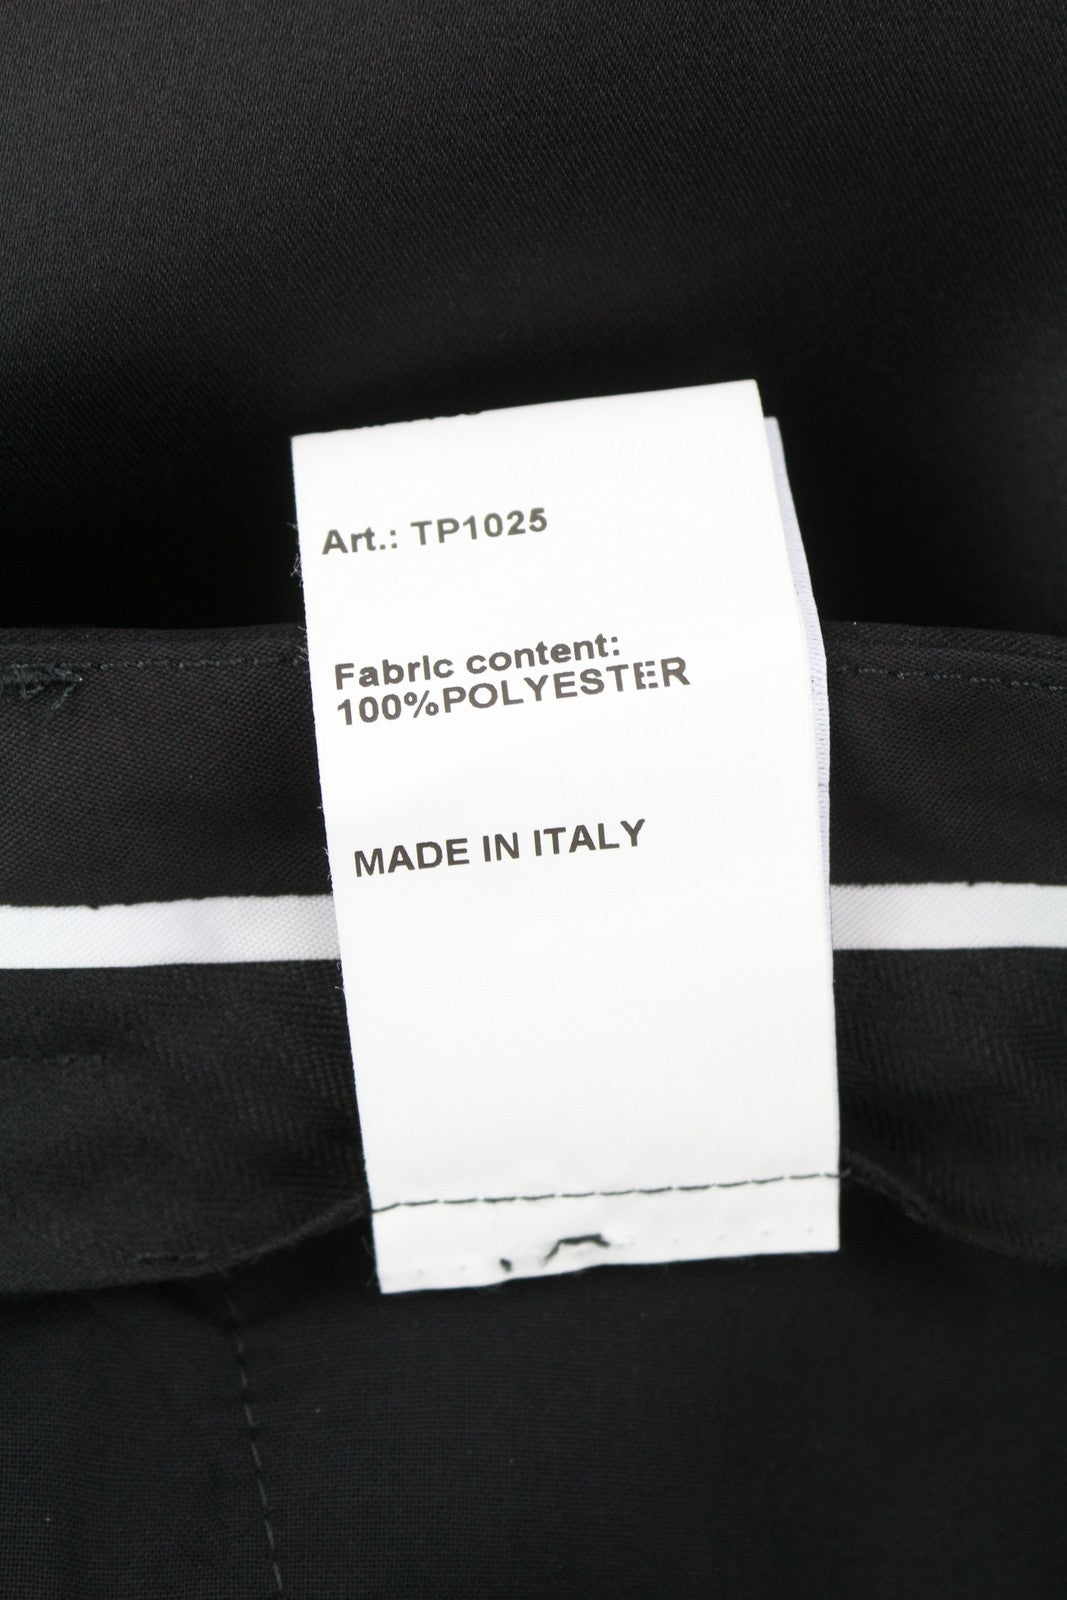 Art.: TP1025
Fabric content:
100%POLYESTER
MADE IN ITALY